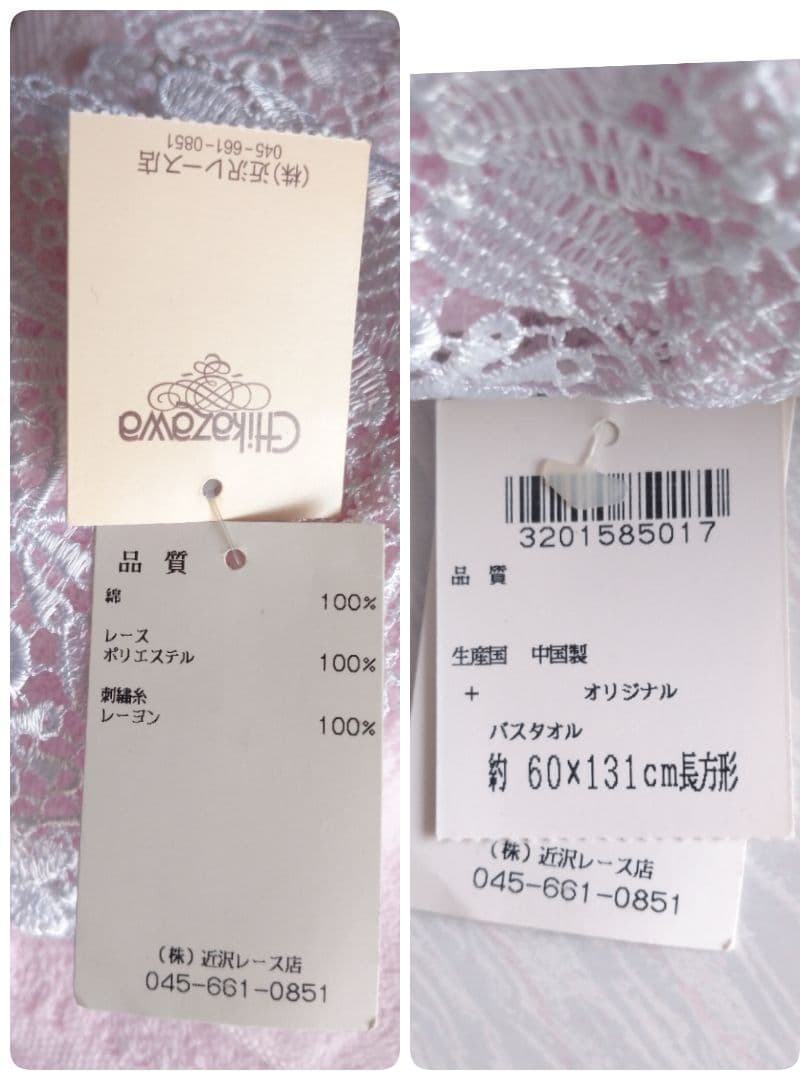 (株)近沢レース店
045-661-0851
Chikazawa
品 質
綿 100%
レース
ポリエステル 100%
刺繍糸
レーヨン 100%
(株)近沢レース店
045-661-0851
3201585017
品 質
生産国 中国製
+ オリジナル
バスタオル
約 60×131cm長方形
(株)近沢レース店
045-661-0851